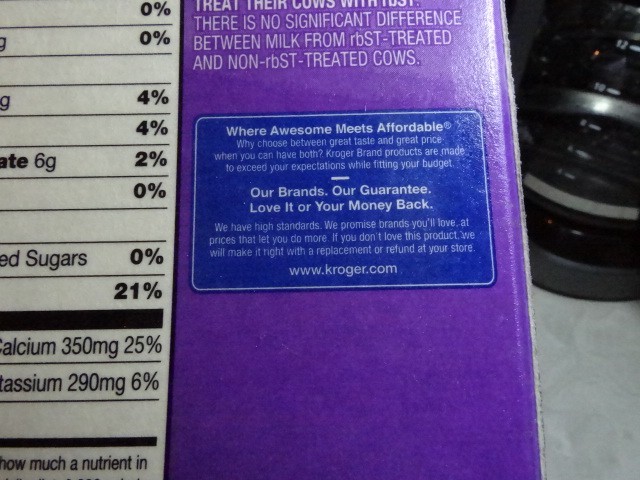 0%
g 0%
g 4%
4%
ate 6g 2%
0%
ed Sugars 0%
21%
Calcium 350mg 25%
tassium 290mg 6%
how much a nutrient in
TREAT THEIR COWS WITH rbST.
THERE IS NO SIGNIFICANT DIFFERENCE
BETWEEN MILK FROM rbST-TREATED
AND NON-rbST-TREATED COWS.
Where Awesome Meets Affordable®
Why choose between great taste and great price
when you can have both? Kroger Brand products are made
to exceed your expectations while fitting your budget.
Our Brands. Our Guarantee.
Love It or Your Money Back.
We have high standards. We promise brands you'll love, at
prices that let you do more. If you don't love this product, we
will make it right with a replacement or refund at your store.
www.kroger.com
12
10
8